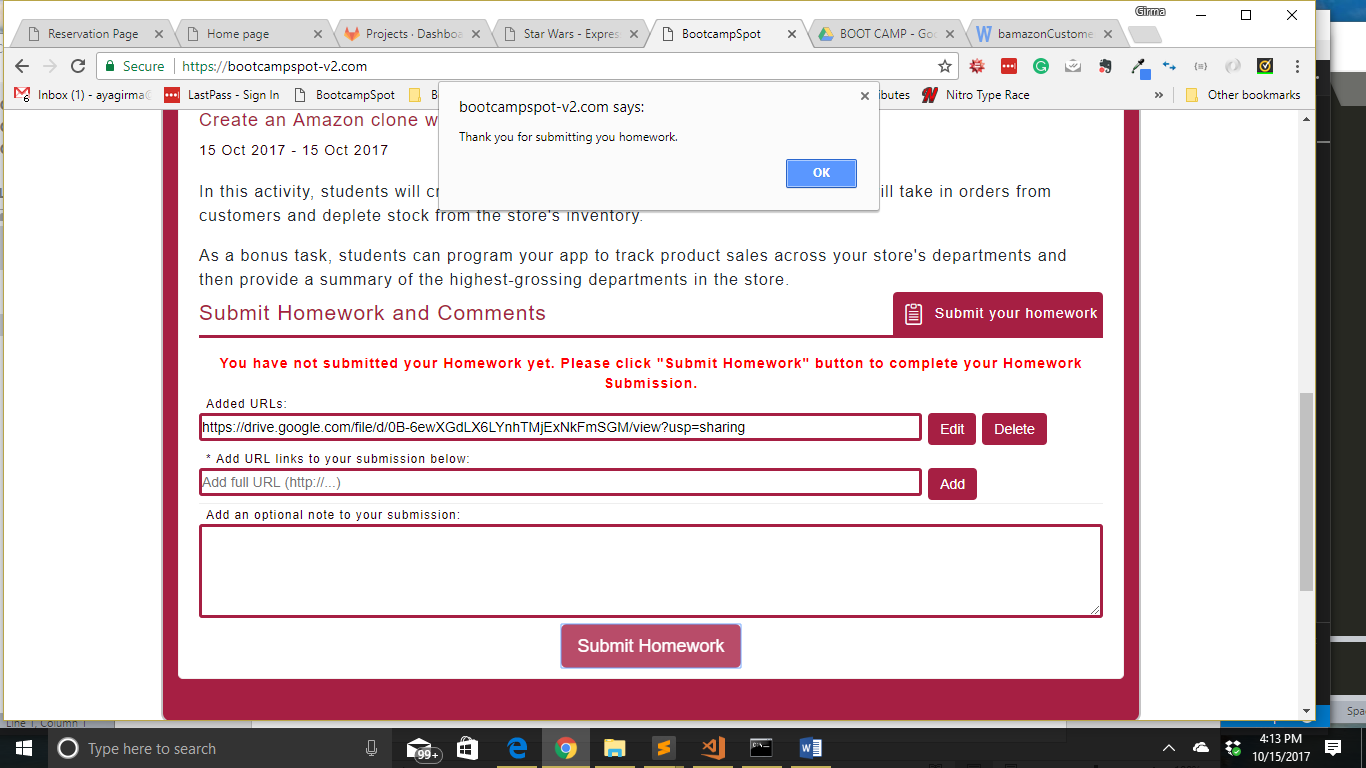 Girma
Reservation Page
Home page
Projects · Dashboa
Star Wars - Expres
BootcampSpot
BOOT CAMP - Goo
bamazonCustome
Secure
https://bootcampspot-v2.com
Inbox (1) - ayagirma
LastPass - Sign In
BootcampSpot
B
ibutes
Nitro Type Race
»
Other bookmarks
bootcampspot-v2.com says:
Thank you for submitting you homework.
OK
Create an Amazon clone w
15 Oct 2017 - 15 Oct 2017
In this activity, students will cr
ill take in orders from
customers and deplete stock from the store's inventory.
As a bonus task, students can program your app to track product sales across your store's departments and
then provide a summary of the highest-grossing departments in the store.
Submit Homework and Comments
Submit your homework
You have not submitted your Homework yet. Please click "Submit Homework" button to complete your Homework
Submission.
Added URLs:
https://drive.google.com/file/d/0B-6ewXGdLX6LYnhTMjExNkFmSGM/view?usp=sharing
Edit
Delete
* Add URL links to your submission below:
Add full URL (http://...)
Add
Add an optional note to your submission:
Submit Homework
Line 1, Column 1
Spac
Type here to search
99+
4:13 PM
10/15/2017